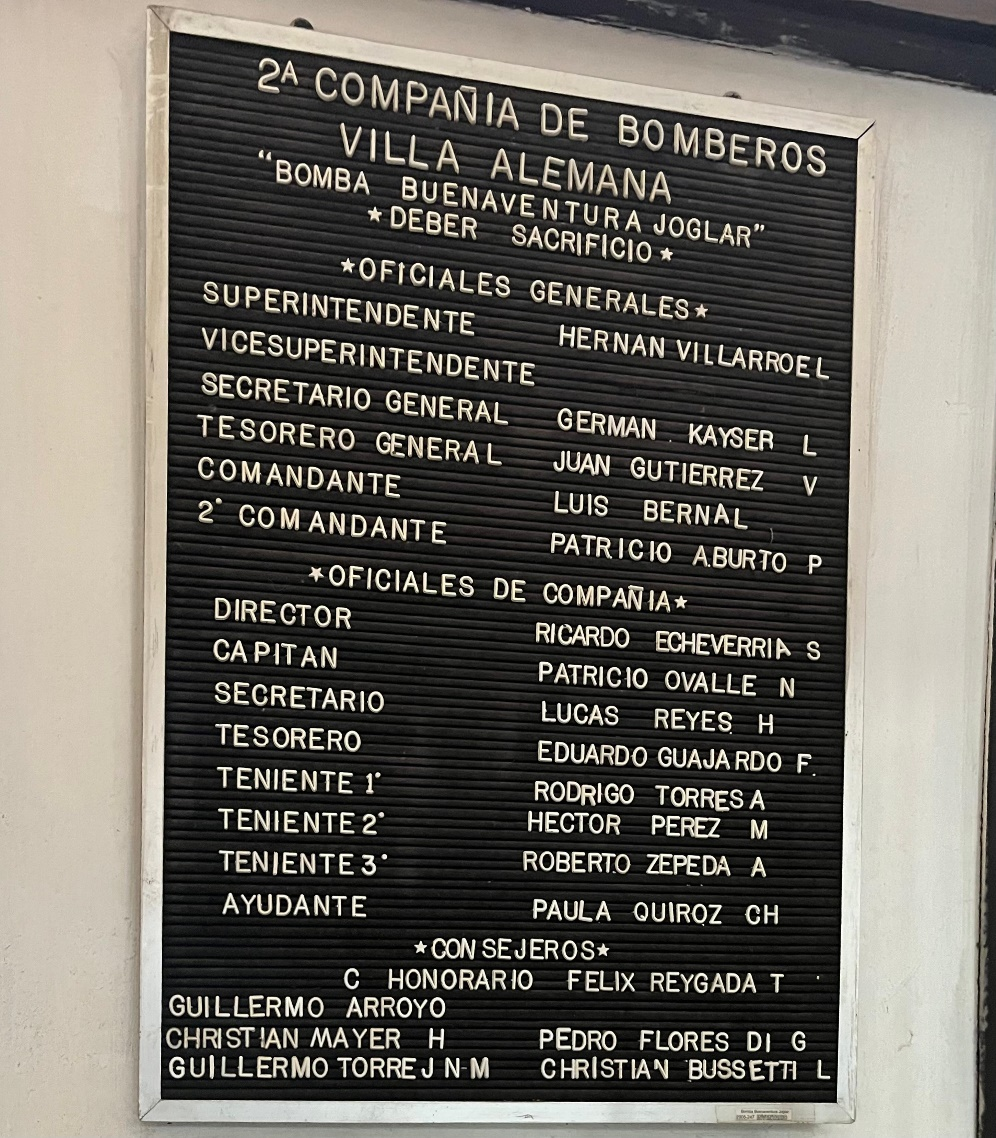 2A COMPAÑIA DE BOMBEROS
VILLA ALEMANA
"BOMBA BUENAVENTURA JOGLAR"
★DEBER SACRIFICIO★
★OFICIALES GENERALES★
SUPERINTENDENTE HERNAN VILLARROEL
VICESUPERINTENDENTE
SECRETARIO GENERAL GERMAN KAYSER L
TESORERO GENERAL JUAN GUTIERREZ V
COMANDANTE LUIS BERNAL
2° COMANDANTE PATRICIO ABURTO P
★OFICIALES DE COMPAÑIA★
DIRECTOR RICARDO ECHEVERRIA S
CAPITAN PATRICIO OVALLE N
SECRETARIO LUCAS REYES H
TESORERO EDUARDO GUAJARDO F.
TENIENTE 1° RODRIGO TORRES A
TENIENTE 2° HECTOR PEREZ M
TENIENTE 3° ROBERTO ZEPEDA A
AYUDANTE PAULA QUIROZ CH
★CONSEJEROS★
C HONORARIO FELIX REYGADA T
GUILLERMO ARROYO
CHRISTIAN MAYER H PEDRO FLORES DI G
GUILLERMO TORREJ N M CHRISTIAN BUSSETTI L